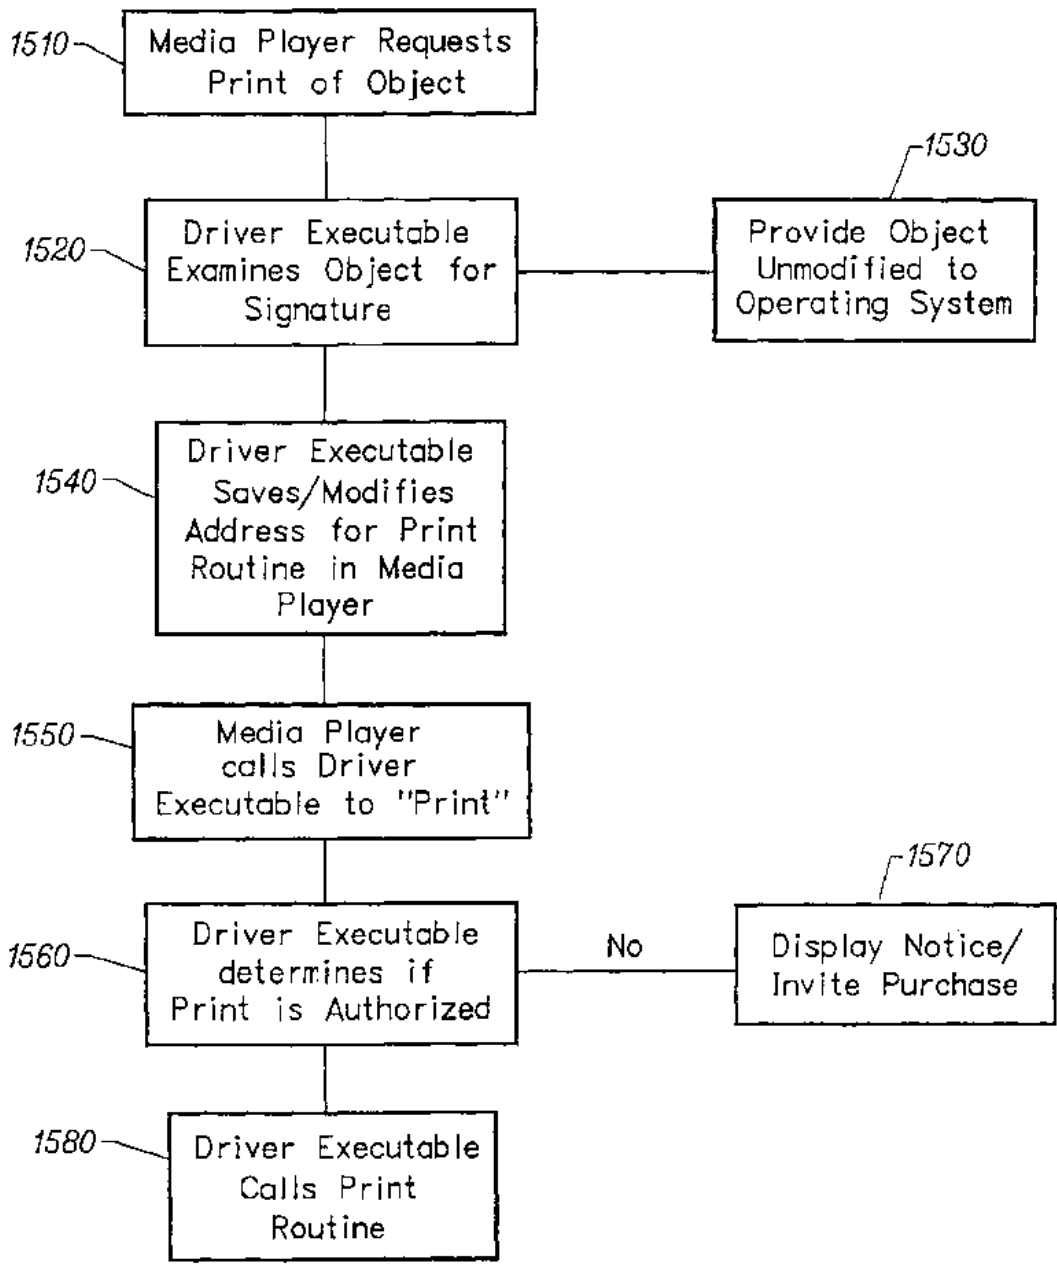 1510
Media Player Requests
Print of Object
1520
Driver Executable
Examines Object for
Signature
1530
Provide Object
Unmodified to
Operating System
1540
Driver Executable
Saves/Modifies
Address for Print
Routine in Media
Player
1550
Media Player
calls Driver
Executable to "Print"
1560
Driver Executable
determines if
Print is Authorized
No
1570
Display Notice/
Invite Purchase
1580
Driver Executable
Calls Print
Routine